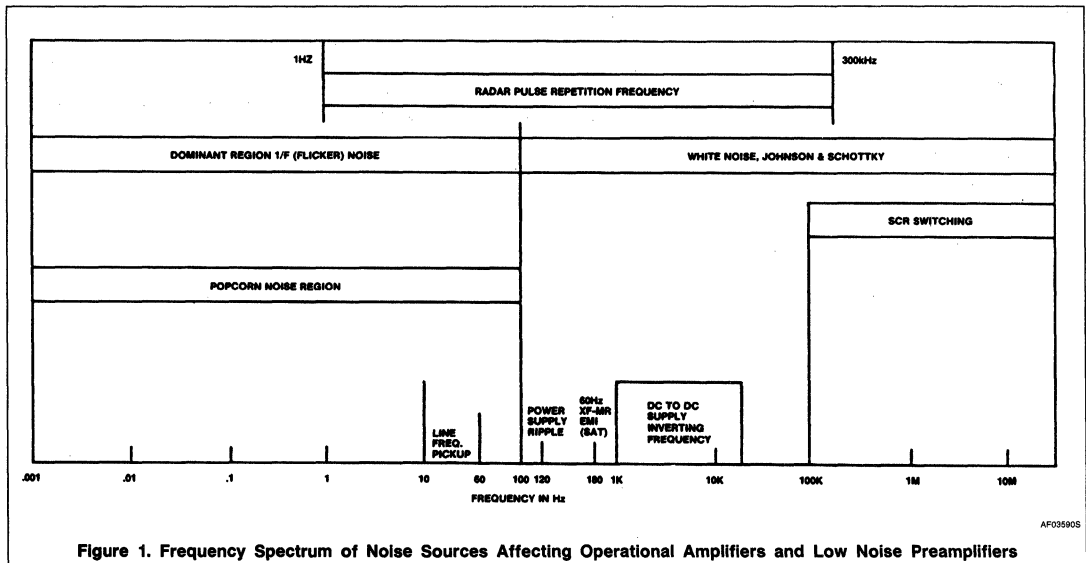 1HZ
300kHz
RADAR PULSE REPETITION FREQUENCY
DOMINANT REGION 1/F (FLICKER) NOISE
WHITE NOISE, JOHNSON & SCHOTTKY
SCR SWITCHING
POPCORN NOISE REGION
LINE
FREQ.
PICKUP
POWER
SUPPLY
RIPPLE
60Hz
XF-MR
EMI
(SAT)
DC TO DC
SUPPLY
INVERTING
FREQUENCY
.001 .01 .1 1 10 60 100 120 180 1K 10K 100K 1M 10M
FREQUENCY IN Hz
AF03590S
Figure 1. Frequency Spectrum of Noise Sources Affecting Operational Amplifiers and Low Noise Preamplifiers